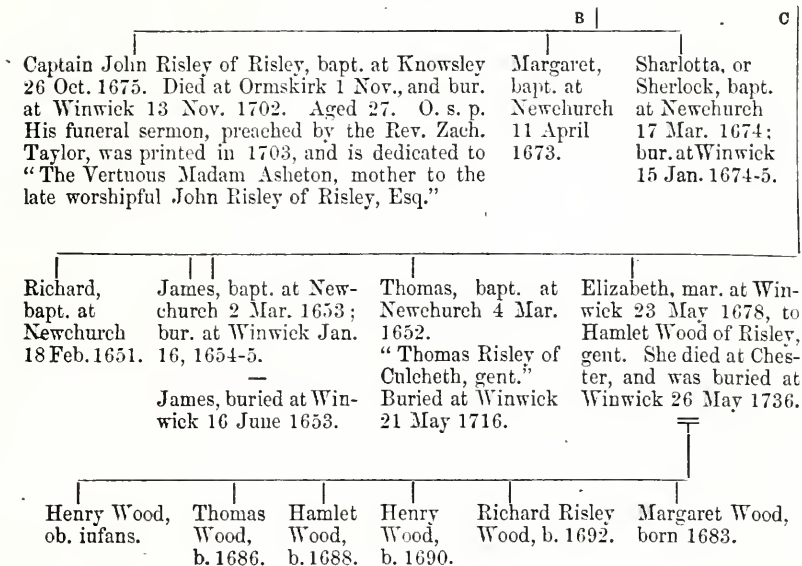 B C
Captain John Risley of Risley, bapt. at Knowsley
26 Oct. 1675. Died at Ormskirk 1 Nov., and bur.
at Winwick 13 Nov. 1702. Aged 27. O. s. p.
His funeral sermon, preached by the Rev. Zach.
Taylor, was printed in 1703, and is dedicated to
“The Vertuous Madam Asheton, mother to the
late worshipful John Risley of Risley, Esq.”
Margaret,
bapt. at
Newchurch
11 April
1673.
Sharlotta, or
Sherlock, bapt.
at Newchurch
17 Mar. 1674;
bur. at Winwick
15 Jan. 1674-5.
Richard,
bapt. at
Newchurch
18 Feb. 1651.
James, bapt. at New-
church 2 Mar. 1653;
bur. at Winwick Jan.
16, 1654-5.
—
James, buried at Win-
wick 16 June 1653.
Thomas, bapt. at
Newchurch 4 Mar.
1652.
“Thomas Risley of
Culcheth, gent.”
Buried at Winwick
21 May 1716.
Elizabeth, mar. at Win-
wick 23 May 1678, to
Hamlet Wood of Risley,
gent. She died at Ches-
ter, and was buried at
Winwick 26 May 1736.
Henry Wood,
ob. infans.
Thomas
Wood,
b. 1686.
Hamlet
Wood,
b. 1688.
Henry
Wood,
b. 1690.
Richard Risley
Wood, b. 1692.
Margaret Wood,
born 1683.